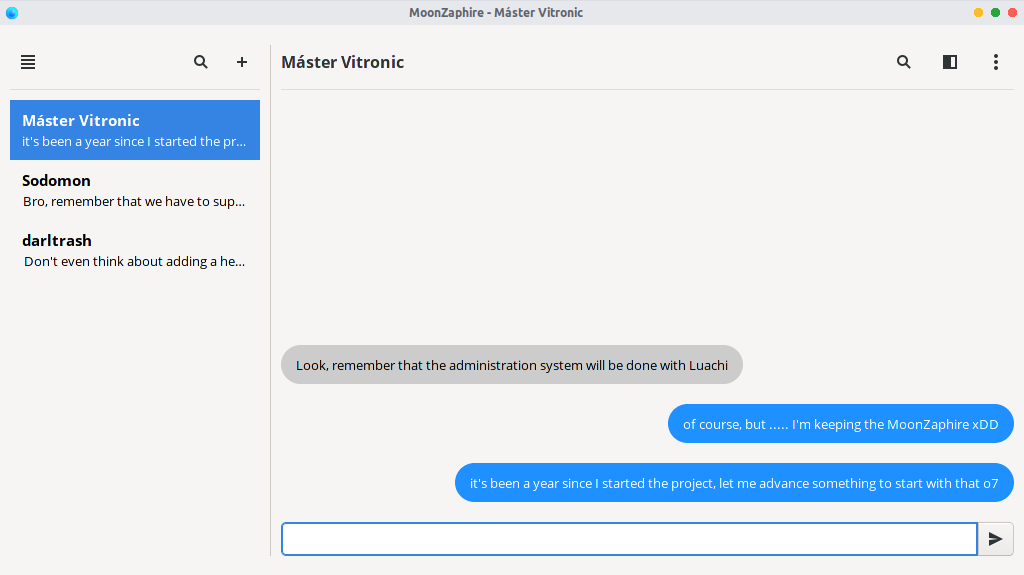 MoonZaphire - Máster Vitronic
Máster Vitronic
Máster Vitronic
it's been a year since I started the pr...
Sodomon
Bro, remember that we have to sup...
darltrash
Don't even think about adding a he...
Look, remember that the administration system will be done with Luachi
of course, but ..... I'm keeping the MoonZaphire xDD
it's been a year since I started the project, let me advance something to start with that o7